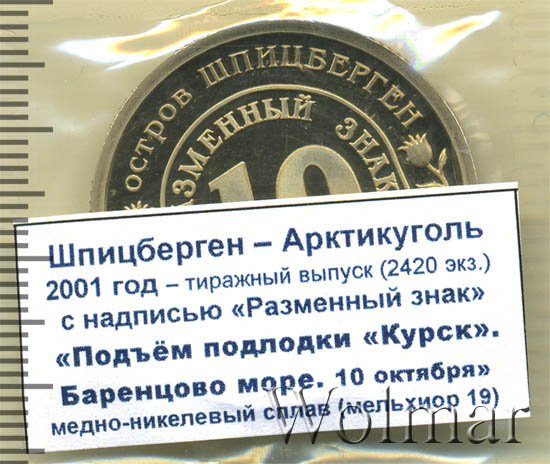 ОСТРОВ ШПИЦБЕРГЕН
РАЗМЕННЫЙ ЗНАК
10
Шпицберген – Арктикуголь
2001 год – тиражный выпуск (2420 экз.)
с надписью «Разменный знак»
«Подъём подлодки «Курск».
Баренцово море. 10 октября»
медно-никелевый сплав (мельхиор 19)
Wolmar